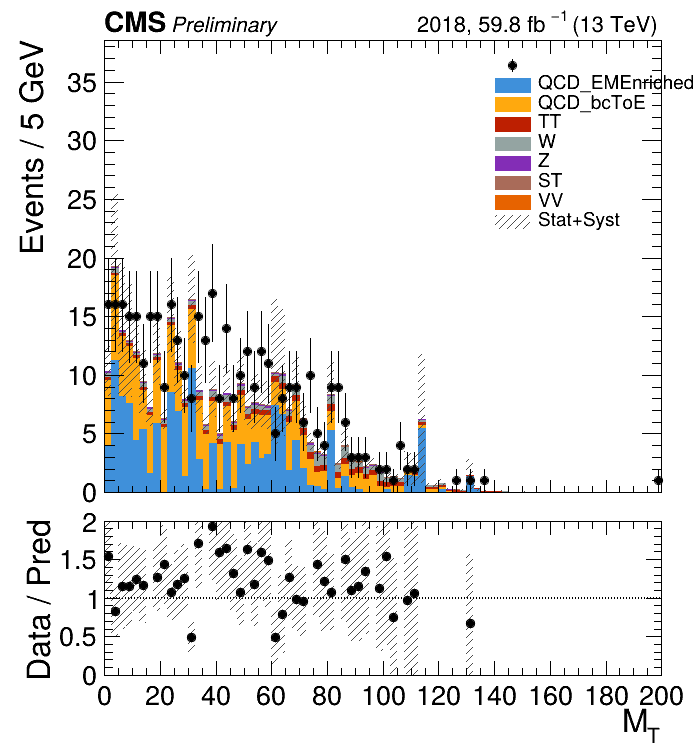 CMS Preliminary 2018, 59.8 fb⁻¹ (13 TeV)
Events / 5 GeV
35
30
25
20
15
10
5
0
QCD_EMEnriched
QCD_bcToE
TT
W
Z
ST
VV
Stat+Syst
Data / Pred
2
1.5
1
0.5
0
0 20 40 60 80 100 120 140 160 180 200
M_T